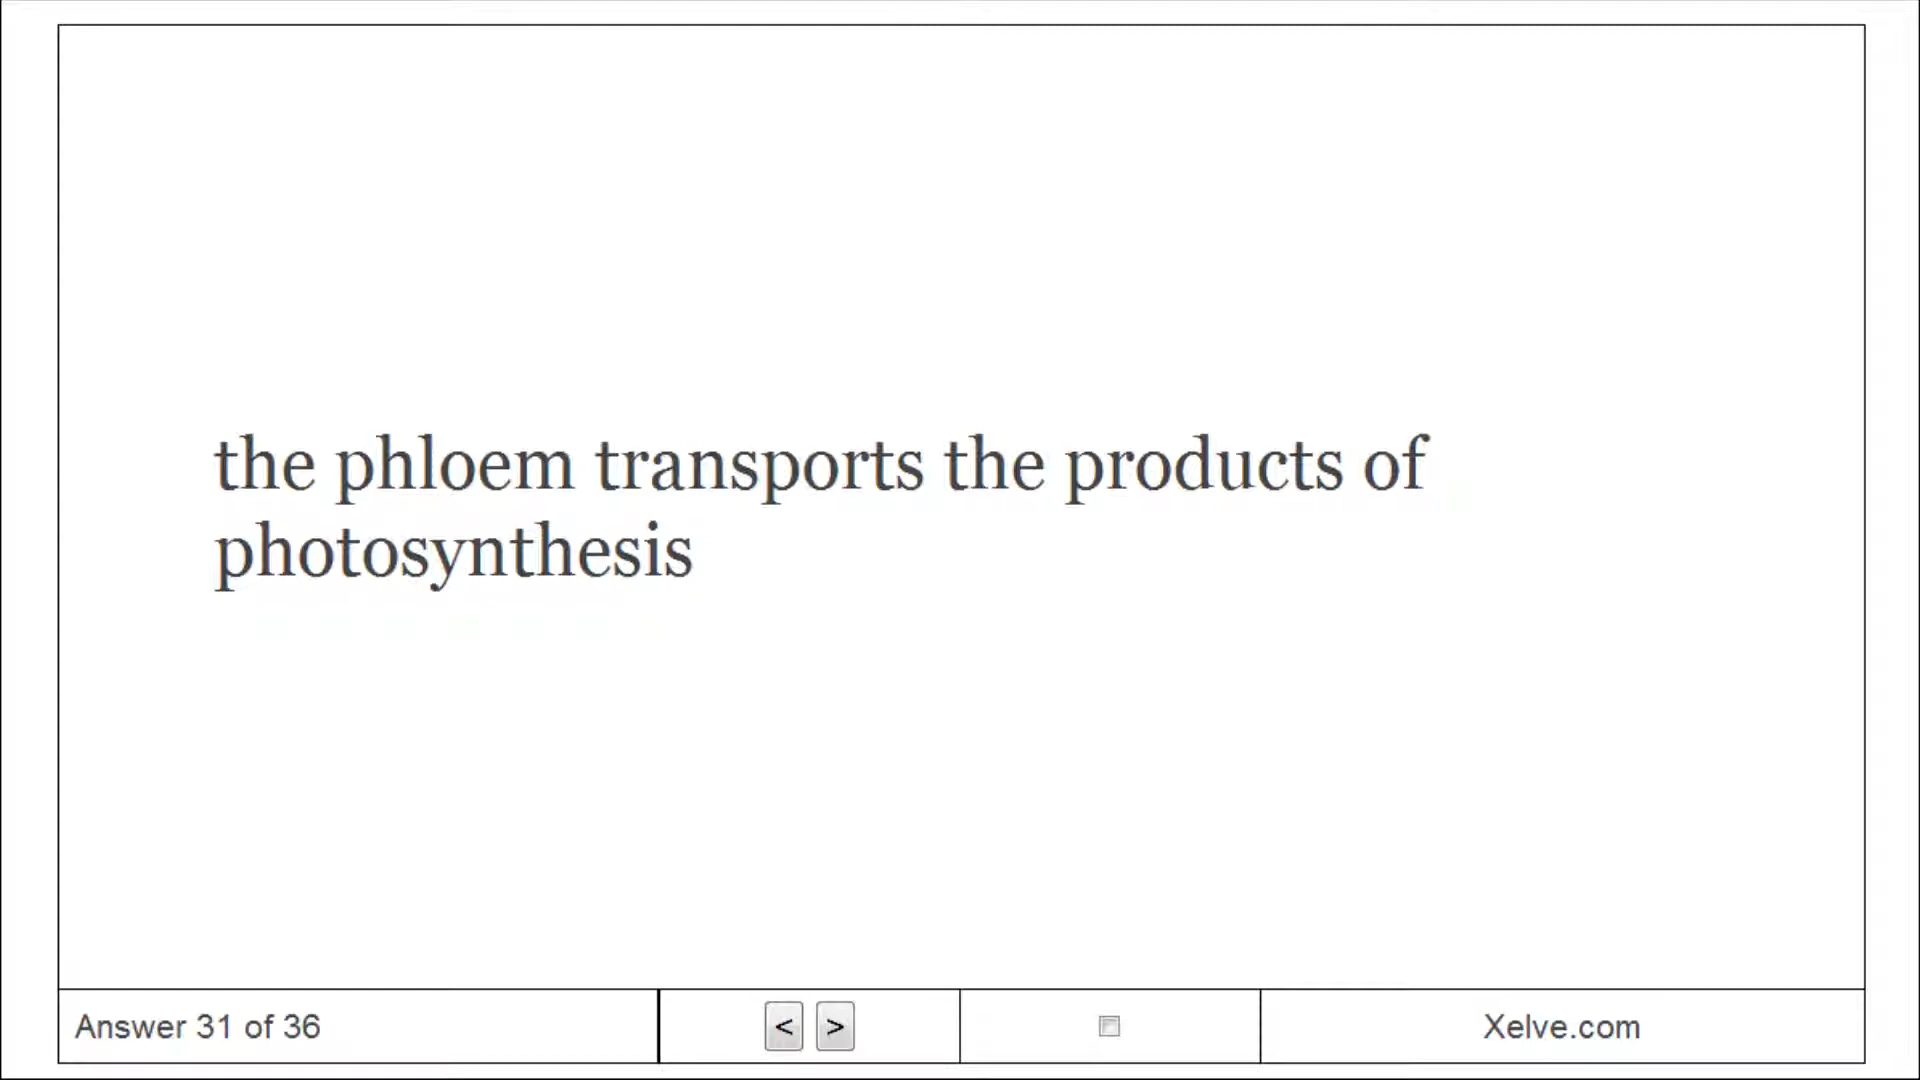 the phloem transports the products of
photosynthesis
Answer 31 of 36
<
>
Xelve.com